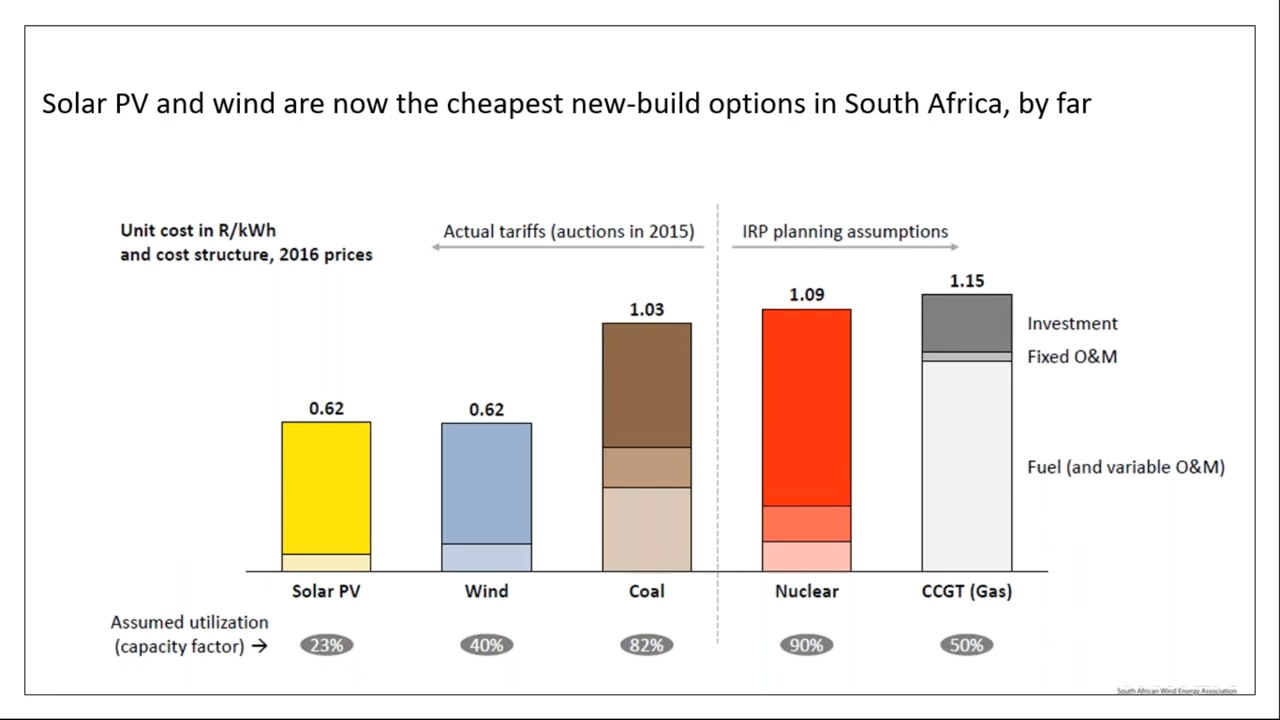 Solar PV and wind are now the cheapest new-build options in South Africa, by far
Unit cost in R/kWh
and cost structure, 2016 prices
Actual tariffs (auctions in 2015)
IRP planning assumptions
0.62
0.62
1.03
1.09
1.15
Investment
Fixed O&M
Fuel (and variable O&M)
Solar PV
Wind
Coal
Nuclear
CCGT (Gas)
Assumed utilization
(capacity factor) →
23%
40%
82%
90%
50%
South African Wind Energy Association